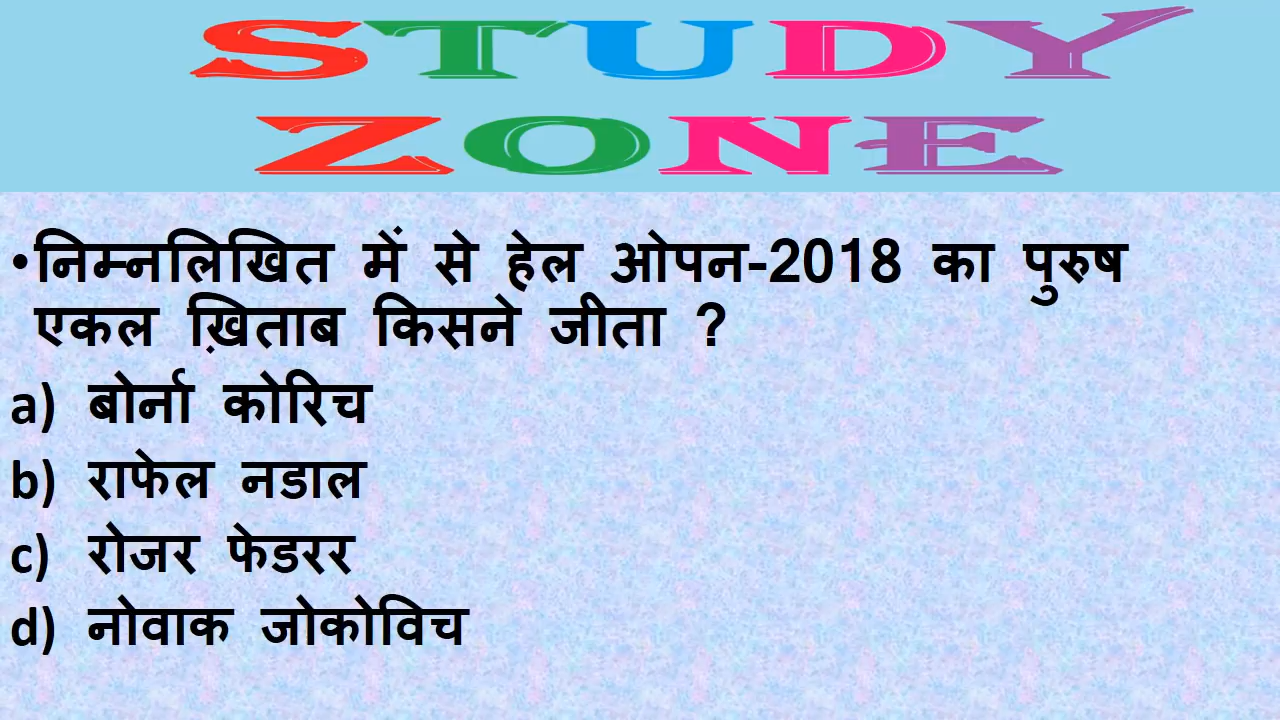 STUDY
ZONE
•निम्नलिखित में से हेल ओपन-2018 का पुरुष
एकल ख़िताब किसने जीता ?
a) बोर्ना कोरिच
b) राफेल नडाल
c) रोजर फेडरर
d) नोवाक जोकोविच